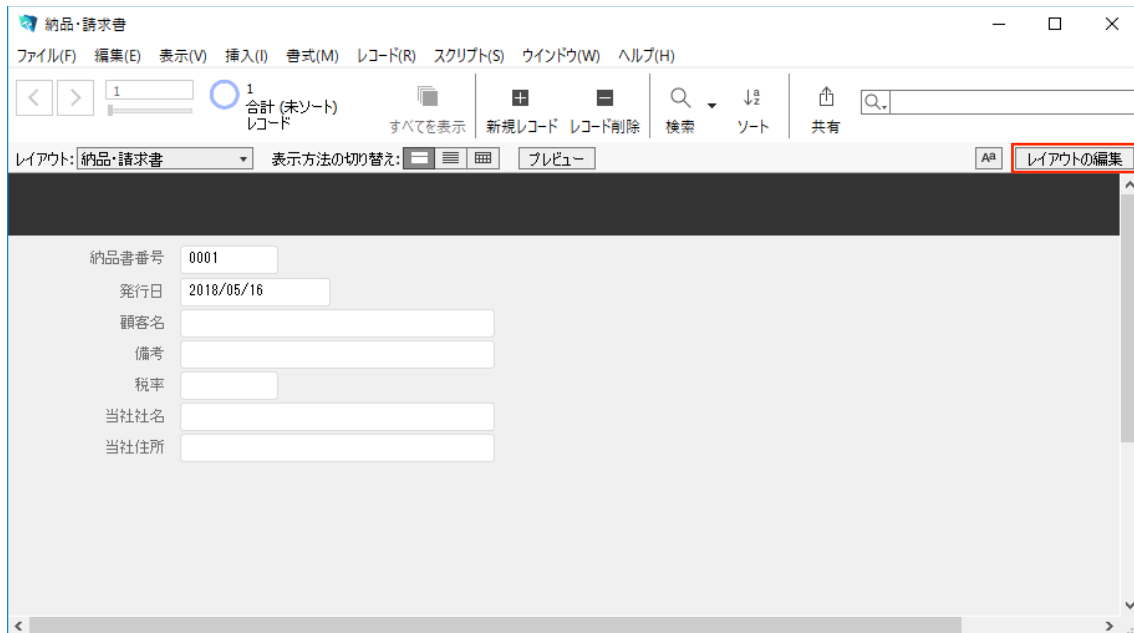 納品・請求書
ファイル(F) 編集(E) 表示(V) 挿入(I) 書式(M) レコード(R) スクリプト(S) ウインドウ(W) ヘルプ(H)
1
1
合計 (未ソート)
レコード
すべてを表示 新規レコード レコード削除 検索 ソート 共有
レイアウト: 納品・請求書 表示方法の切り替え: プレビュー Aa レイアウトの編集
納品書番号 0001
発行日 2018/05/16
顧客名
備考
税率
当社社名
当社住所